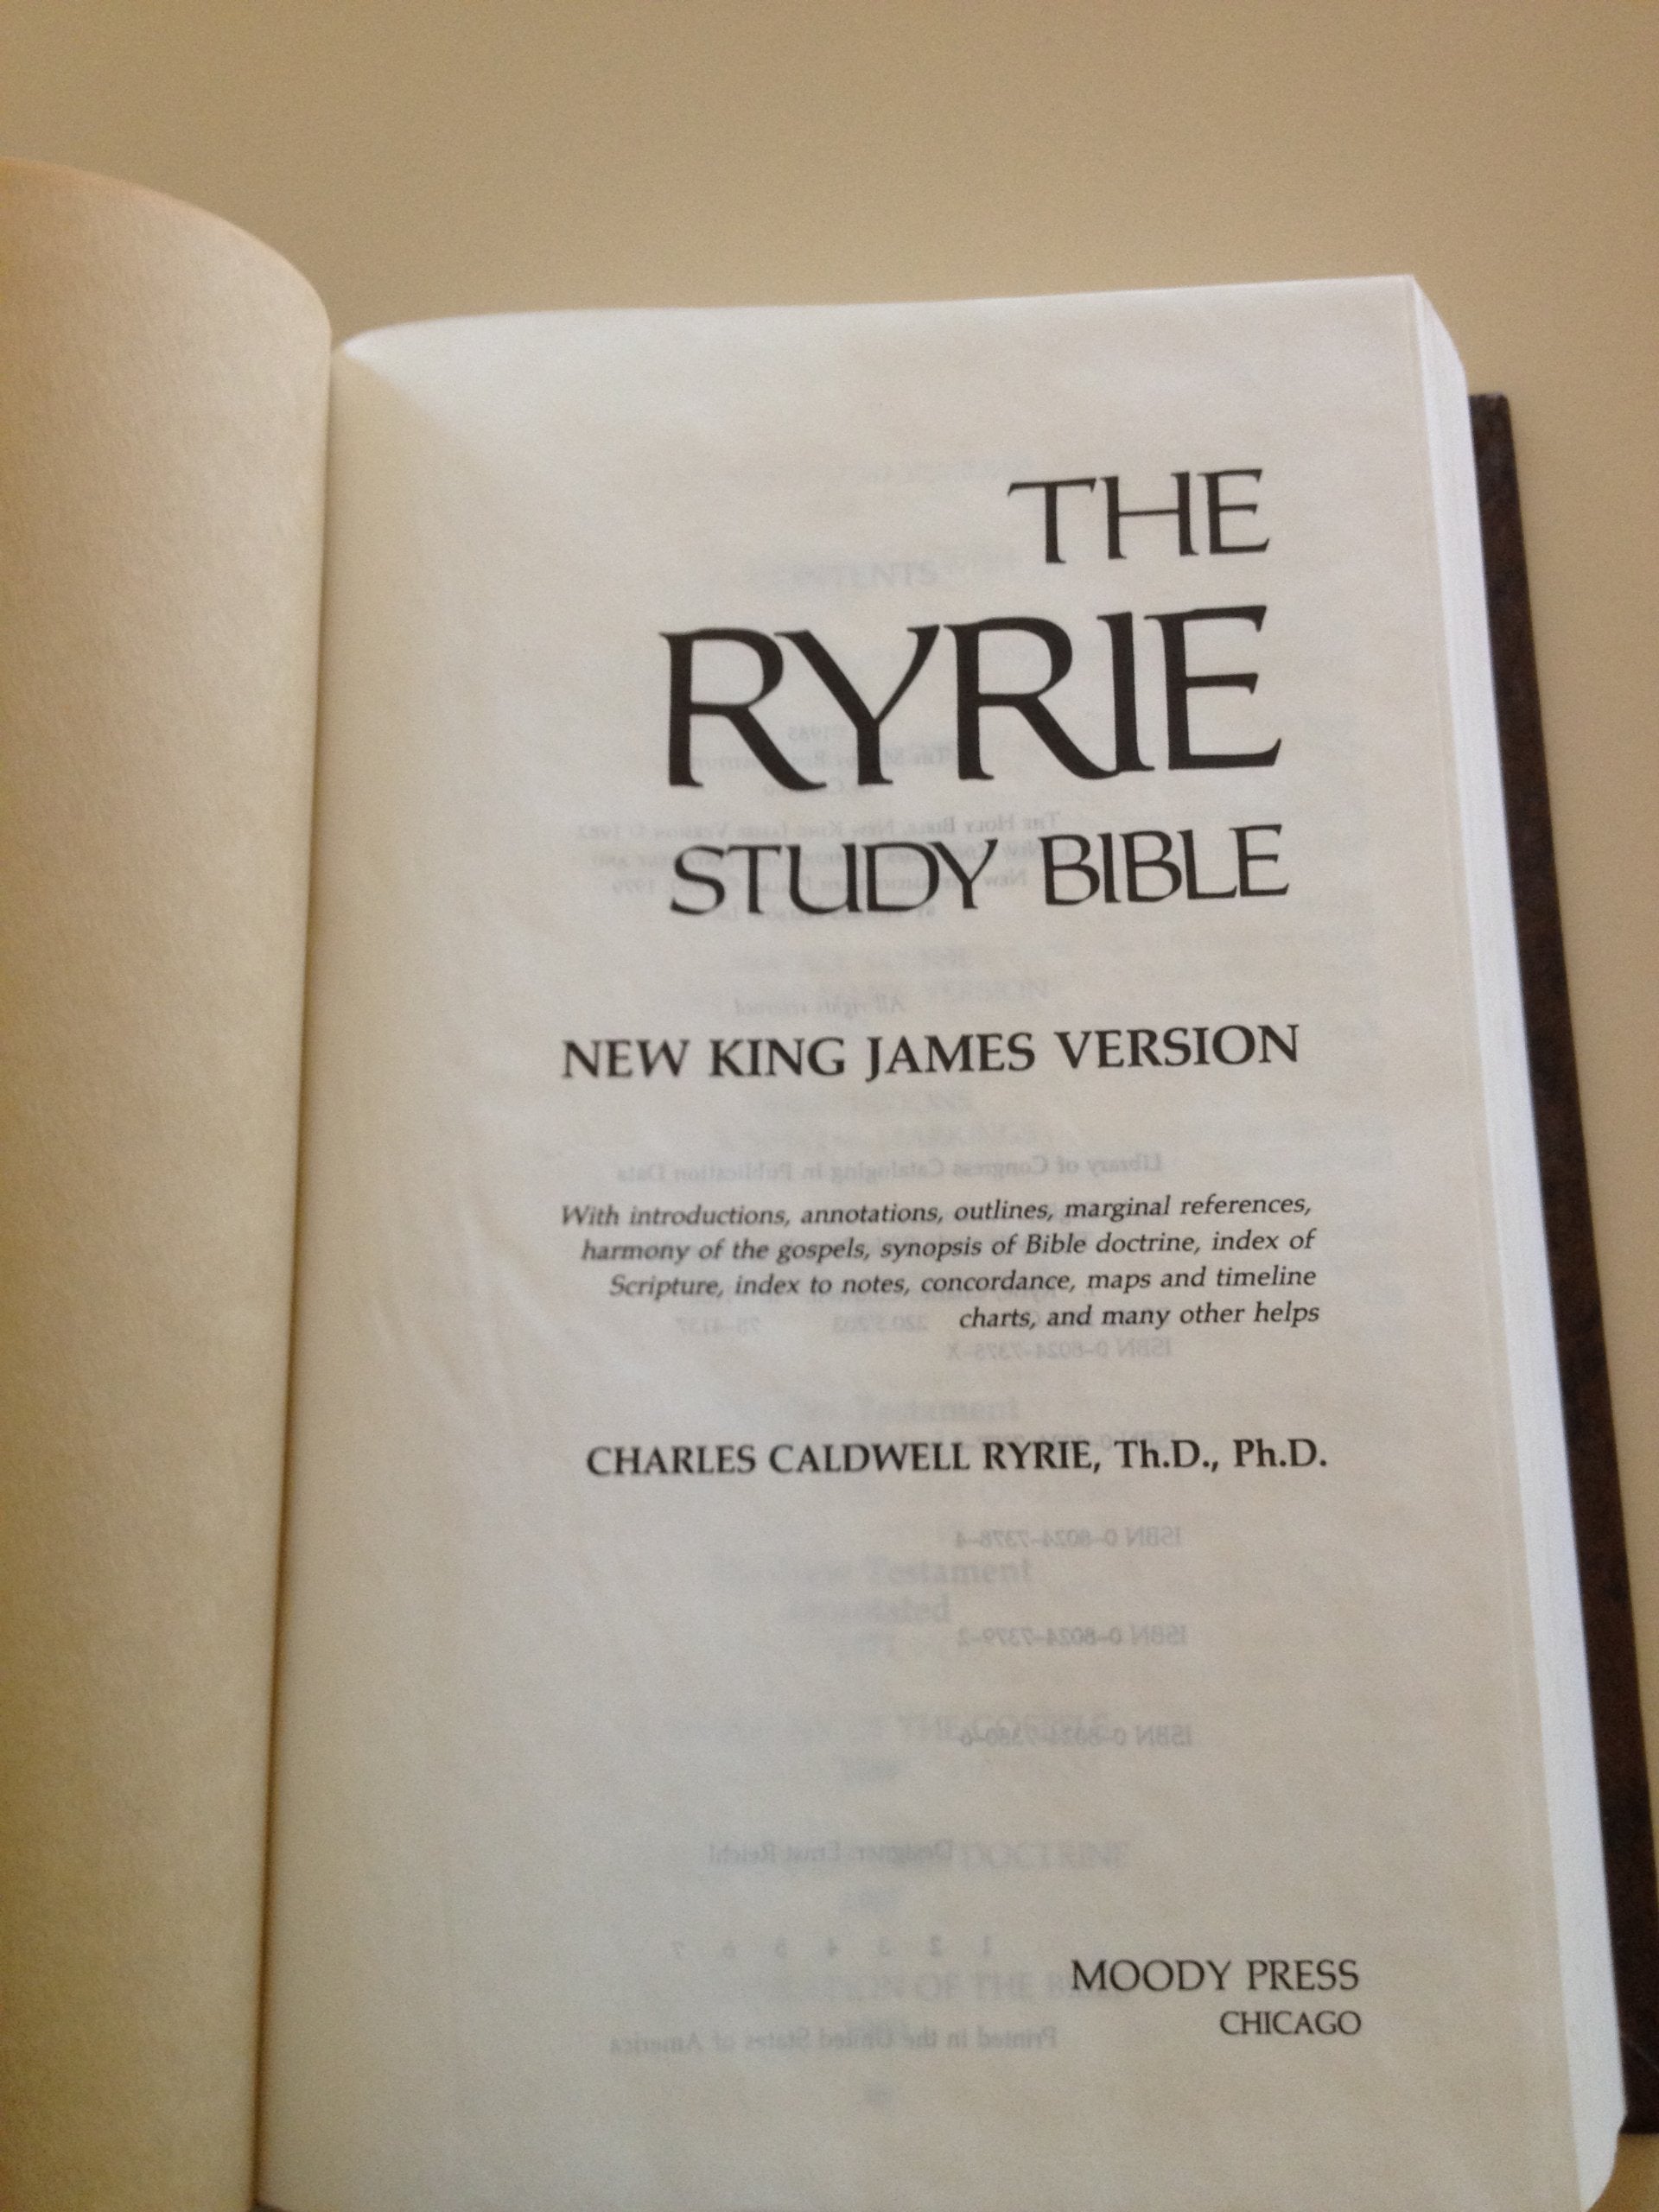 THE
RYRIE
STUDY BIBLE
NEW KING JAMES VERSION
With introductions, annotations, outlines, marginal references,
harmony of the gospels, synopsis of Bible doctrine, index of
Scripture, index to notes, concordance, maps and timeline
charts, and many other helps
CHARLES CALDWELL RYRIE, Th.D., Ph.D.
MOODY PRESS
CHICAGO